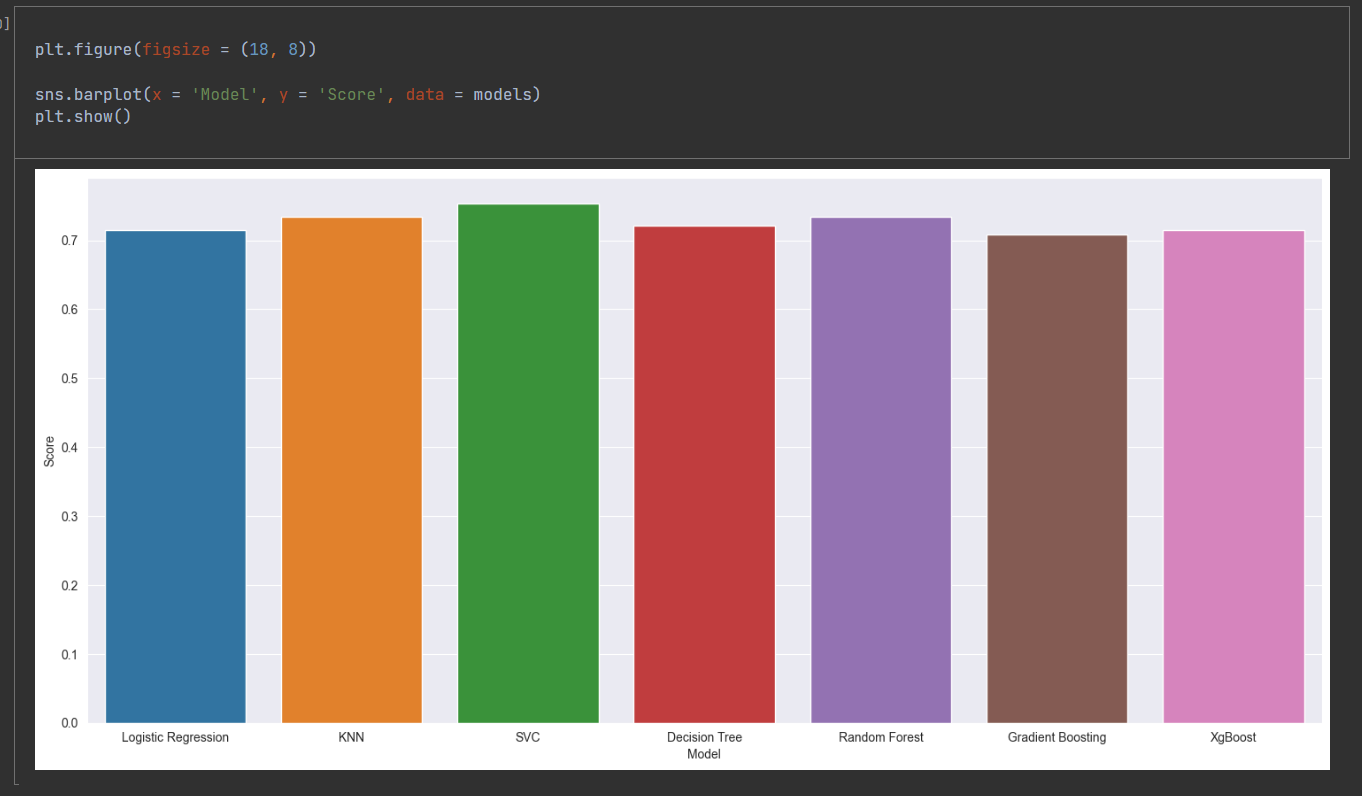 ]
plt.figure(figsize = (18, 8))
sns.barplot(x = 'Model', y = 'Score', data = models)
plt.show()
0.7
0.6
0.5
0.4
0.3
0.2
0.1
0.0
Score
Logistic Regression KNN SVC Decision Tree Random Forest Gradient Boosting XgBoost
Model